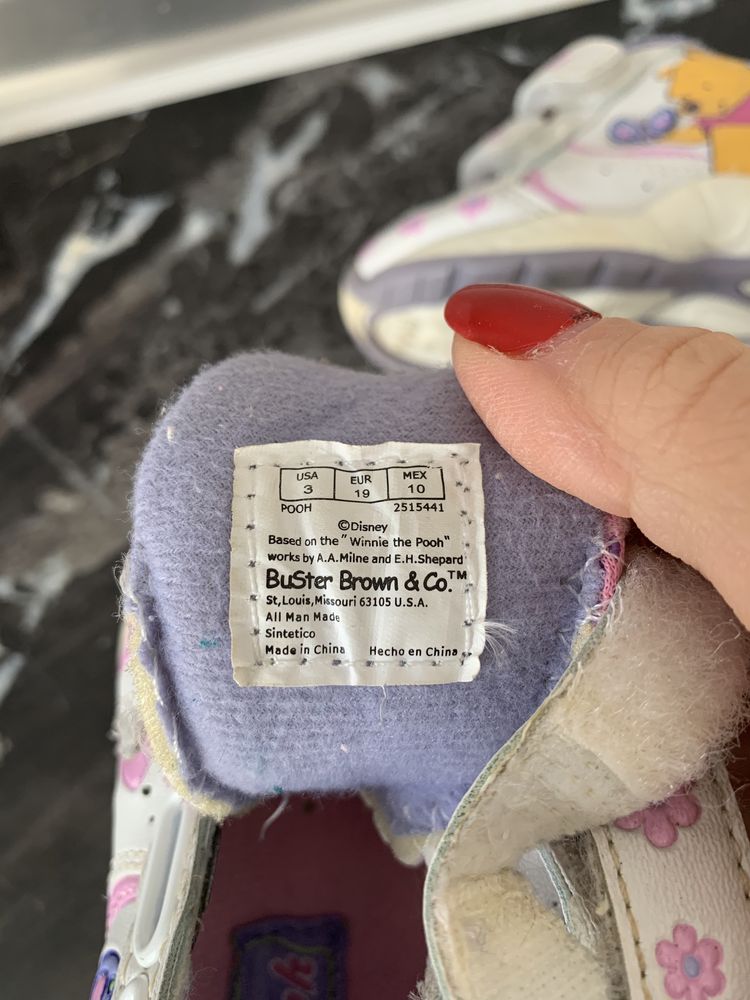 USA EUR MEX
3 19 10
POOH 2515441
©Disney
Based on the "Winnie the Pooh"
works by A.A.Milne and E.H.Shepard
BuSter Brown & Co.™
St,Louis,Missouri 63105 U.S.A.
All Man Made
Sintetico
Made in China Hecho en China